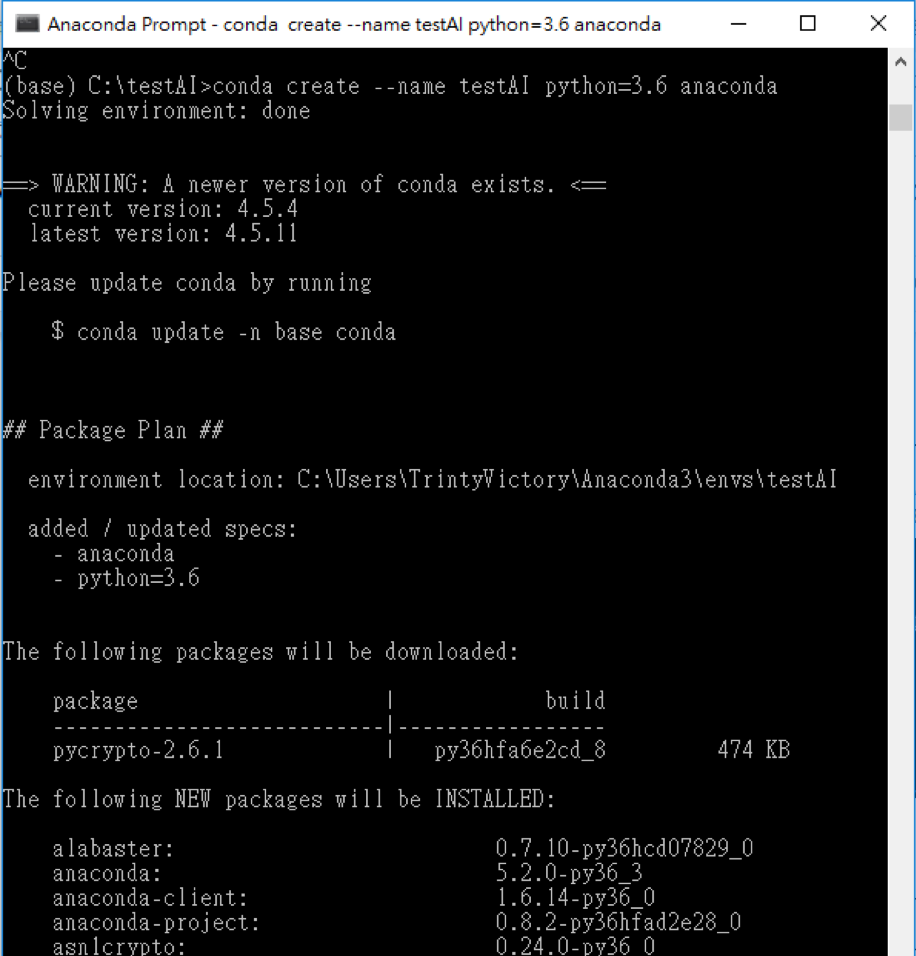 Anaconda Prompt - conda  create --name testAI python=3.6 anaconda
^C
(base) C:\testAI>conda create --name testAI python=3.6 anaconda
Solving environment: done
==> WARNING: A newer version of conda exists. <==
current version: 4.5.4
latest version: 4.5.11
Please update conda by running
$ conda update -n base conda
## Package Plan ##
environment location: C:\Users\TrintyVictory\Anaconda3\envs\testAI
added / updated specs:
- anaconda
- python=3.6
The following packages will be downloaded:
package                    |            build
---------------------------|-----------------
pycrypto-2.6.1             |   py36hfa6e2cd_8         474 KB
The following NEW packages will be INSTALLED:
alabaster:                          0.7.10-py36hcd07829_0
anaconda:                           5.2.0-py36_3
anaconda-client:                    1.6.14-py36_0
anaconda-project:                   0.8.2-py36hfad2e28_0
asn1crypto:                         0.24.0-py36_0